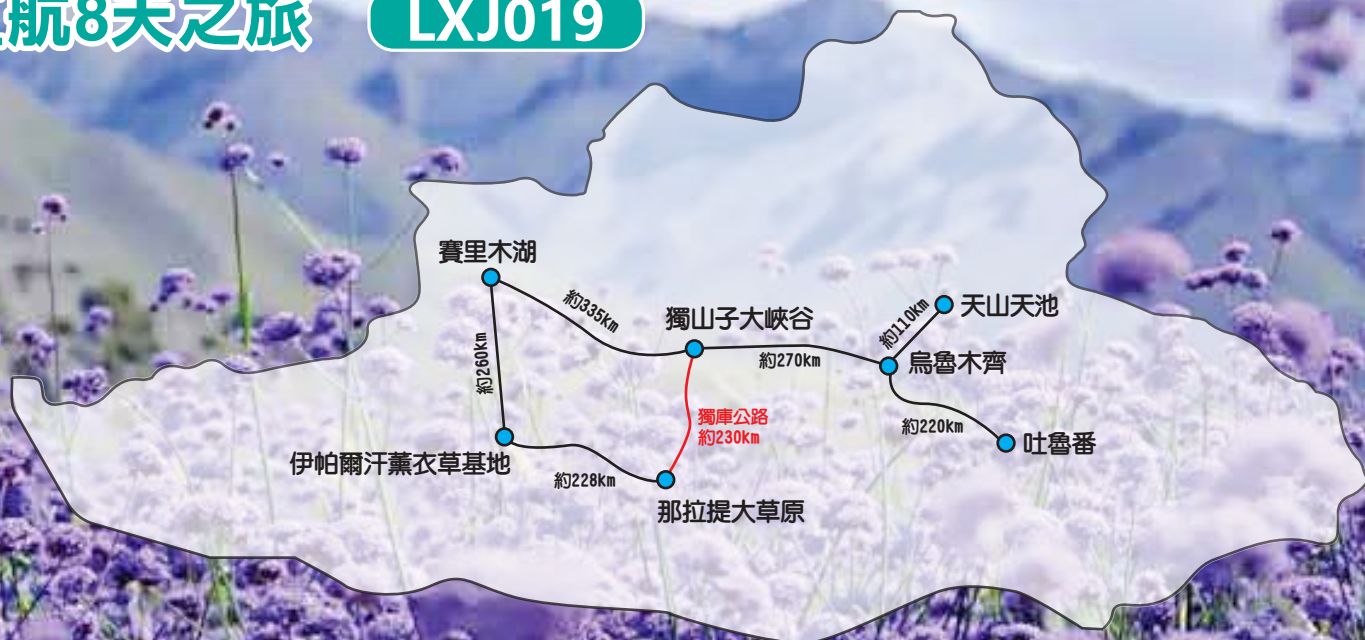 航8天之旅
LXJ019
賽里木湖
約335km
獨山子大峽谷
約110km
天山天池
約260km
約270km
烏魯木齊
獨庫公路
約230km
約220km
吐魯番
伊帕爾汗薰衣草基地
約228km
那拉提大草原